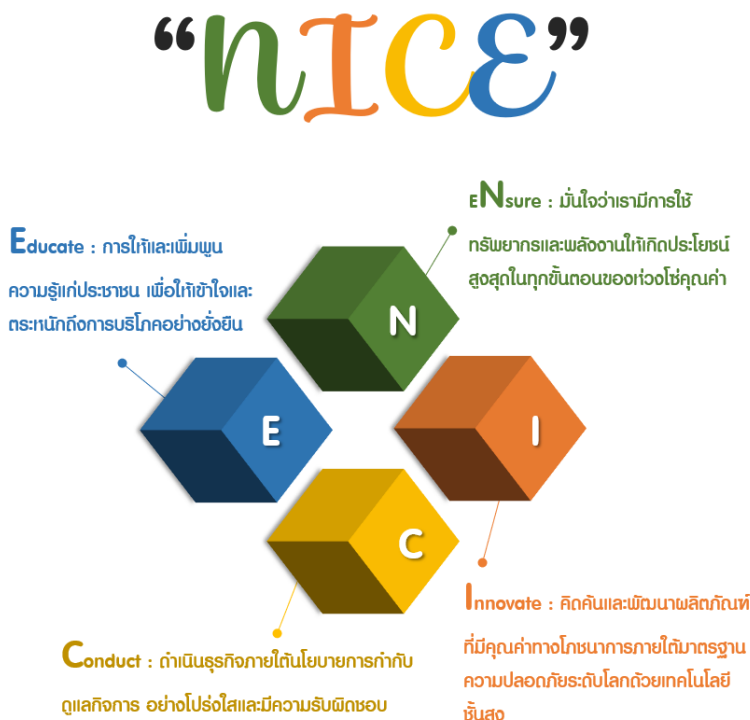 “NICE”
ENsure : มั่นใจว่าเรามีการใช้
ทรัพยากรและพลังงานให้เกิดประโยชน์
สูงสุดในทุกขั้นตอนของห่วงโซ่คุณค่า
Educate : การให้และเพิ่มพูน
ความรู้แก่ประชาชน เพื่อให้เข้าใจและ
ตระหนักถึงการบริโภคอย่างยั่งยืน
N
E
I
C
Innovate : คิดค้นและพัฒนาผลิตภัณฑ์
ที่มีคุณค่าทางโภชนาการภายใต้มาตรฐาน
ความปลอดภัยระดับโลกด้วยเทคโนโลยี
ชั้นสูง
Conduct : ดำเนินธุรกิจภายใต้นโยบายการกำกับ
ดูแลกิจการ อย่างโปร่งใสและมีความรับผิดชอบ